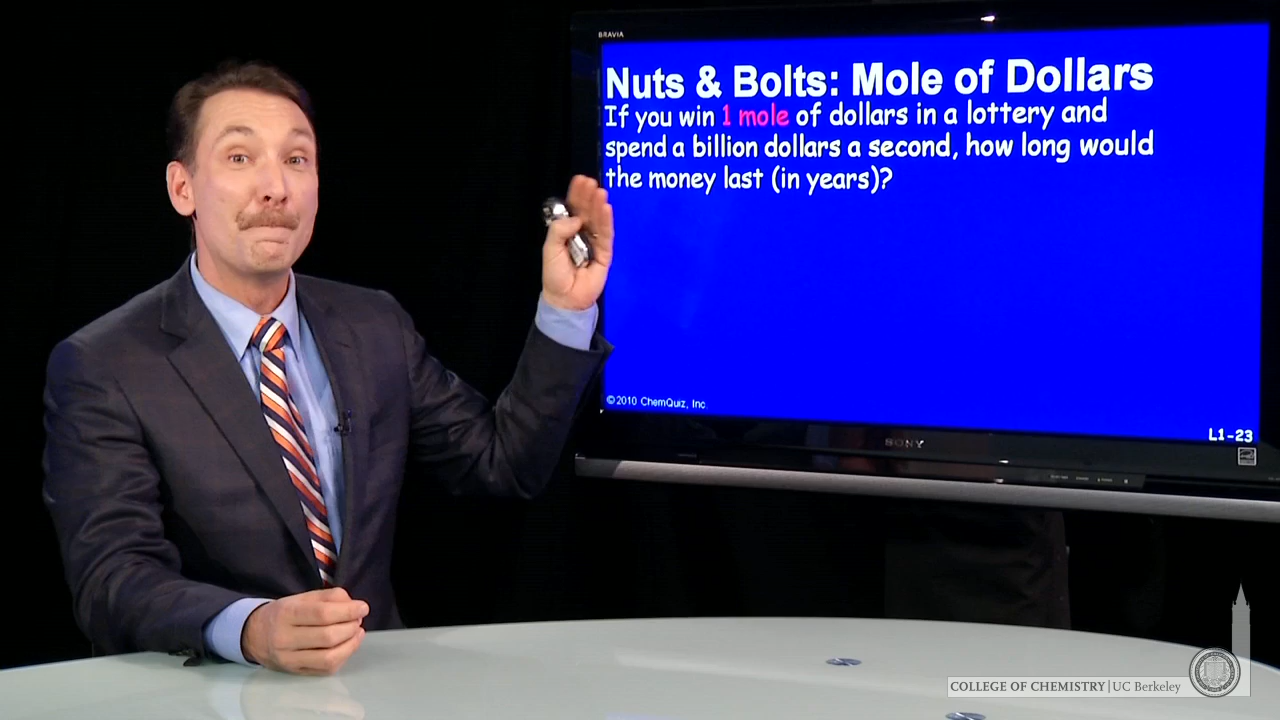 BRAVIA
Nuts & Bolts: Mole of Dollars
If you win 1 mole of dollars in a lottery and
spend a billion dollars a second, how long would
the money last (in years)?
©2010 ChemQuiz, Inc.
L1-23
SONY
COLLEGE OF CHEMISTRY | UC Berkeley